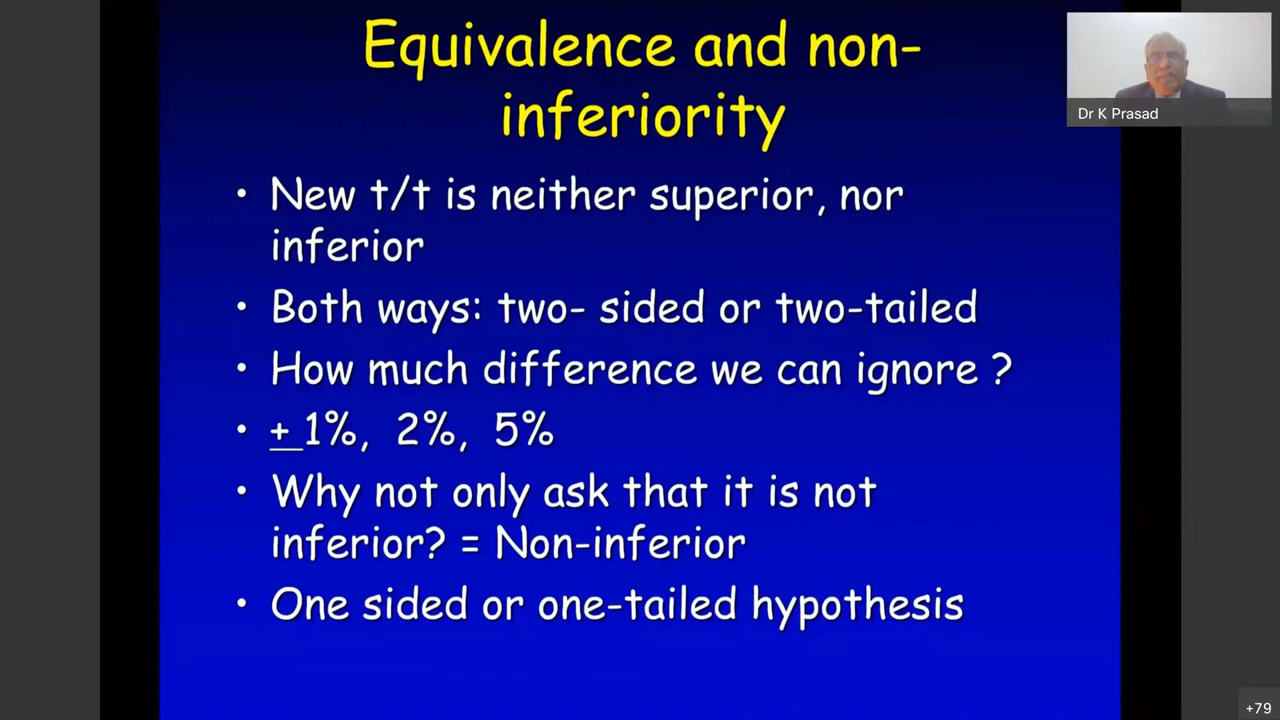 Equivalence and non-
inferiority
• New t/t is neither superior, nor
inferior
• Both ways: two- sided or two-tailed
• How much difference we can ignore ?
• + 1%, 2%, 5%
• Why not only ask that it is not
inferior? = Non-inferior
• One sided or one-tailed hypothesis
Dr K Prasad
+79